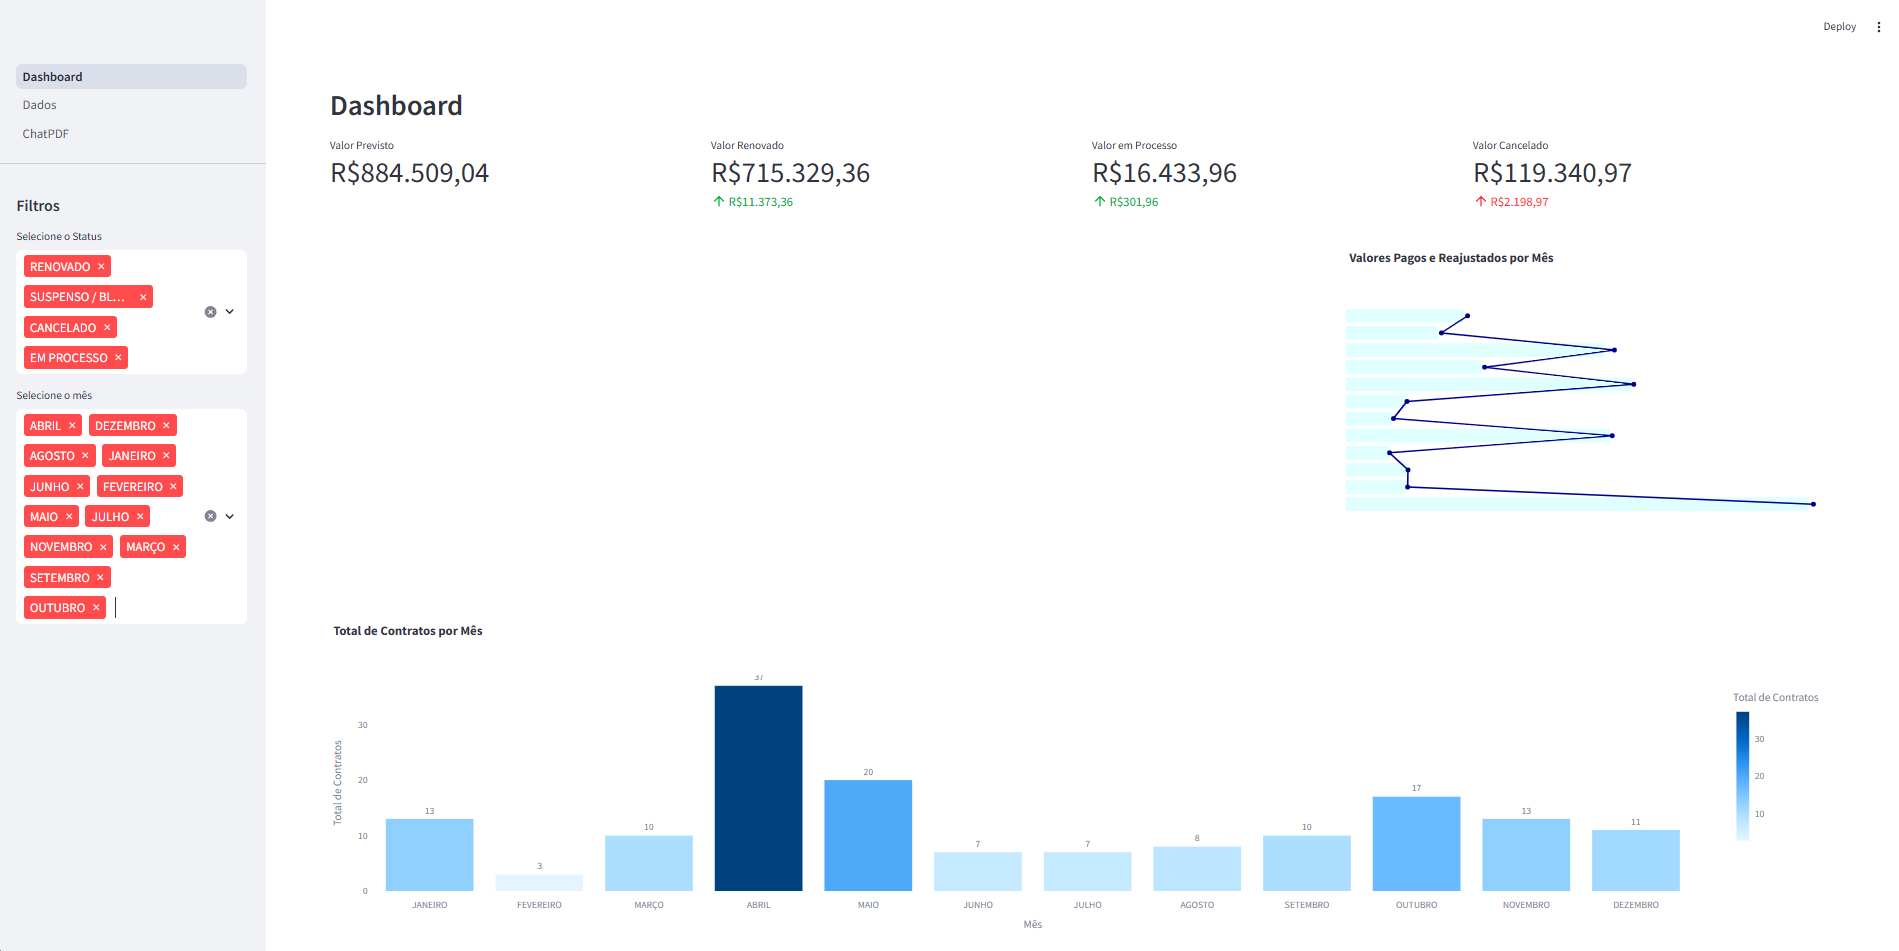 Deploy
Dashboard
Dados
ChatPDF
Filtros
Selecione o Status
RENOVADO ×
SUSPENSO / BL... ×
CANCELADO ×
EM PROCESSO ×
Selecione o mês
ABRIL × DEZEMBRO ×
AGOSTO × JANEIRO ×
JUNHO × FEVEREIRO ×
MAIO × JULHO ×
NOVEMBRO × MARÇO ×
SETEMBRO ×
OUTUBRO ×
Dashboard
Valor Previsto
R$884.509,04
Valor Renovado
R$715.329,36
↑ R$11.373,36
Valor em Processo
R$16.433,96
↑ R$301,96
Valor Cancelado
R$119.340,97
↑ R$2.198,97
Valores Pagos e Reajustados por Mês
Total de Contratos por Mês
Total de Contratos
30
20
10
0
13
3
10
37
20
7
7
8
10
17
13
11
JANEIRO
FEVEREIRO
MARÇO
ABRIL
MAIO
JUNHO
JULHO
AGOSTO
SETEMBRO
OUTUBRO
NOVEMBRO
DEZEMBRO
Mês
Total de Contratos
30
20
10